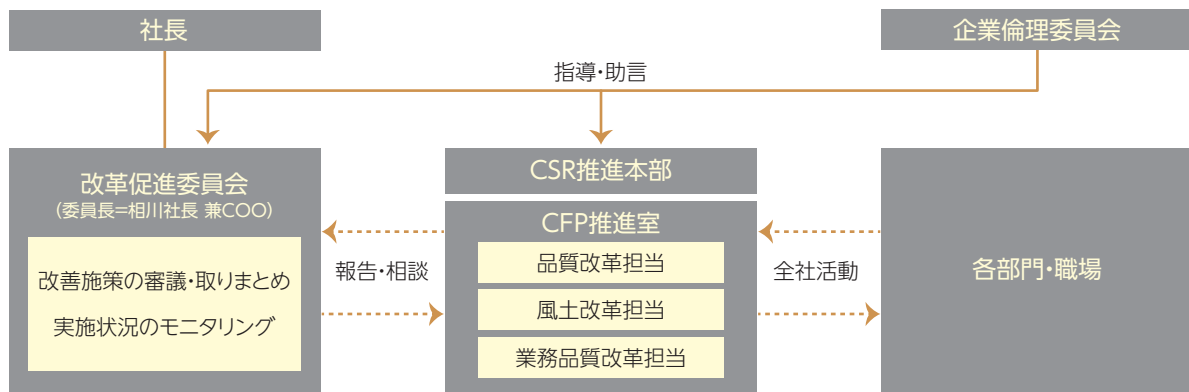 社長
企業倫理委員会
指導・助言
改革促進委員会
(委員長=相川社長 兼COO)
改善施策の審議・取りまとめ
実施状況のモニタリング
報告・相談
CSR推進本部
CFP推進室
品質改革担当
風土改革担当
業務品質改革担当
全社活動
各部門・職場